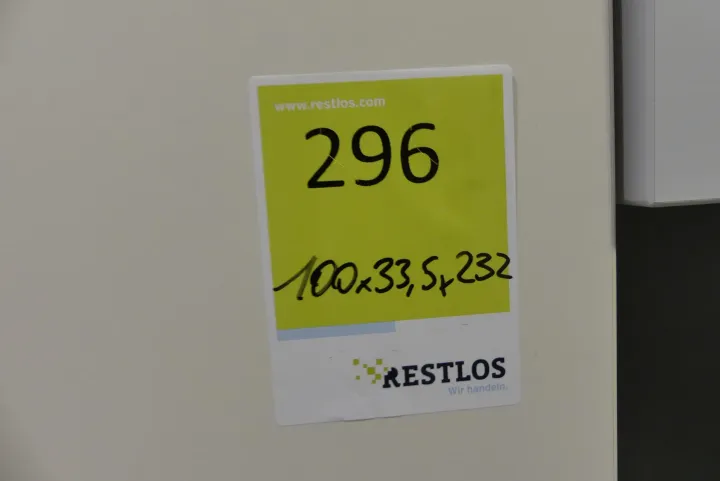 www.restlos.com
296
100x33,5x232
RESTLOS
Wir handeln.